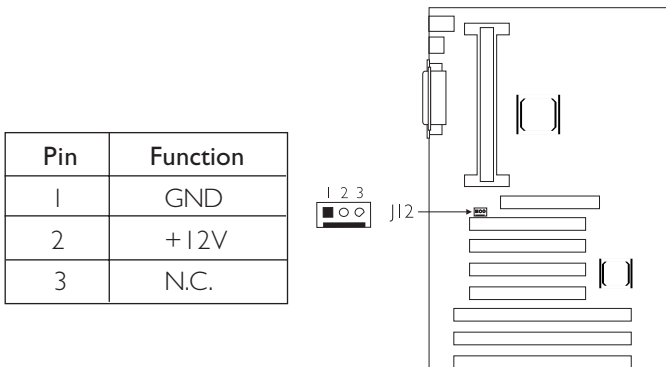 Pin Function
1 GND
2 +12V
3 N.C.
1 2 3
J12